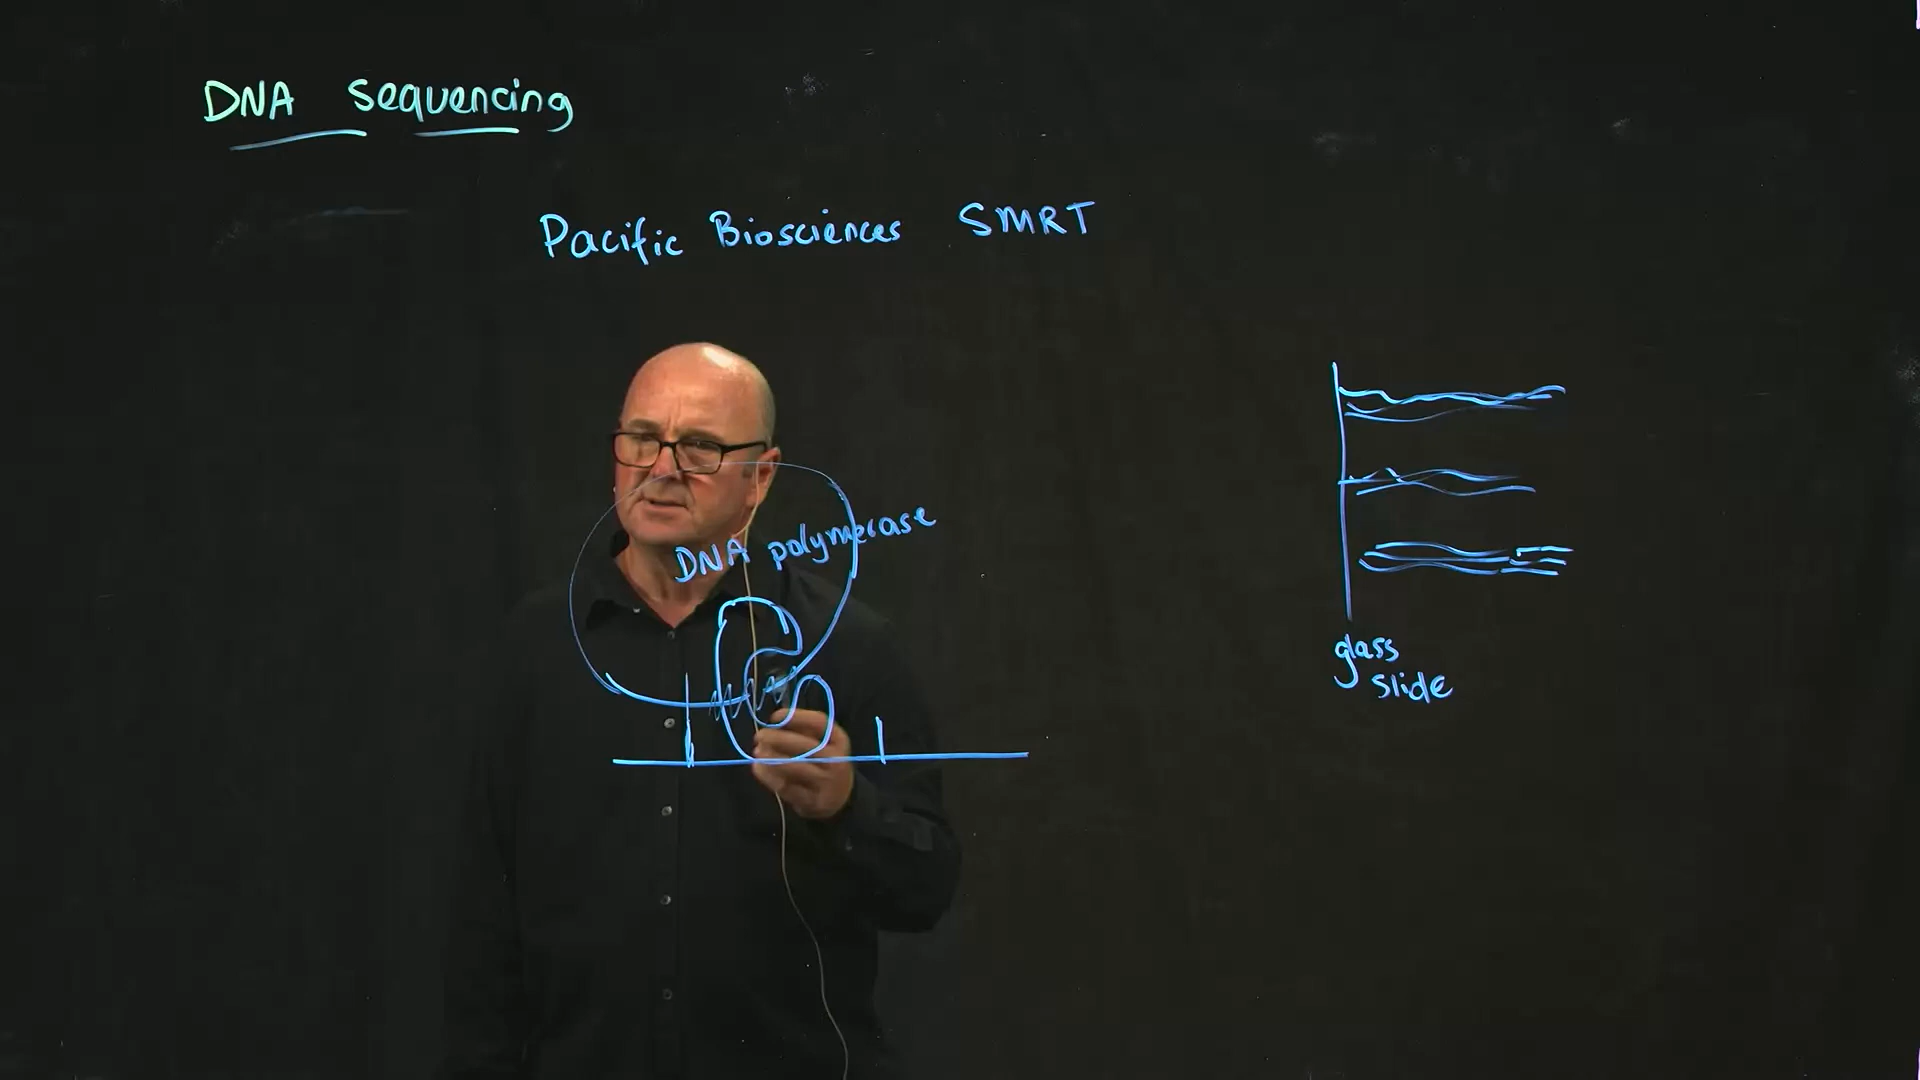 DNA sequencing
Pacific Biosciences SMRT
DNA polymerase
glass
slide